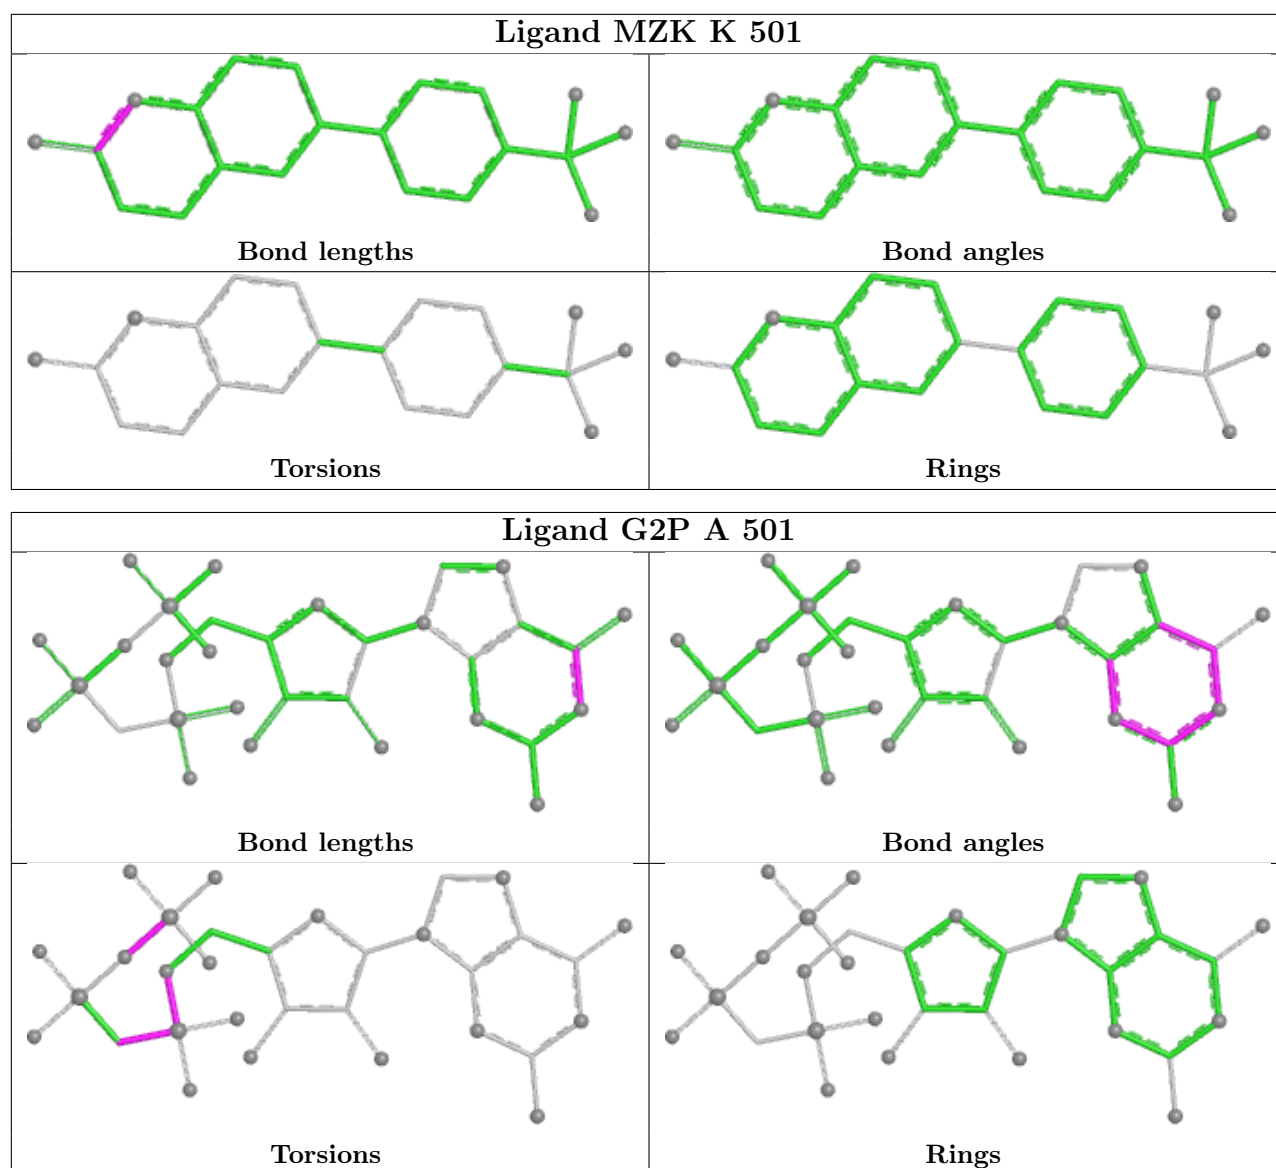 Ligand MZK K 501
Bond lengths
Bond angles
Torsions
Rings
Ligand G2P A 501
Bond lengths
Bond angles
Torsions
Rings